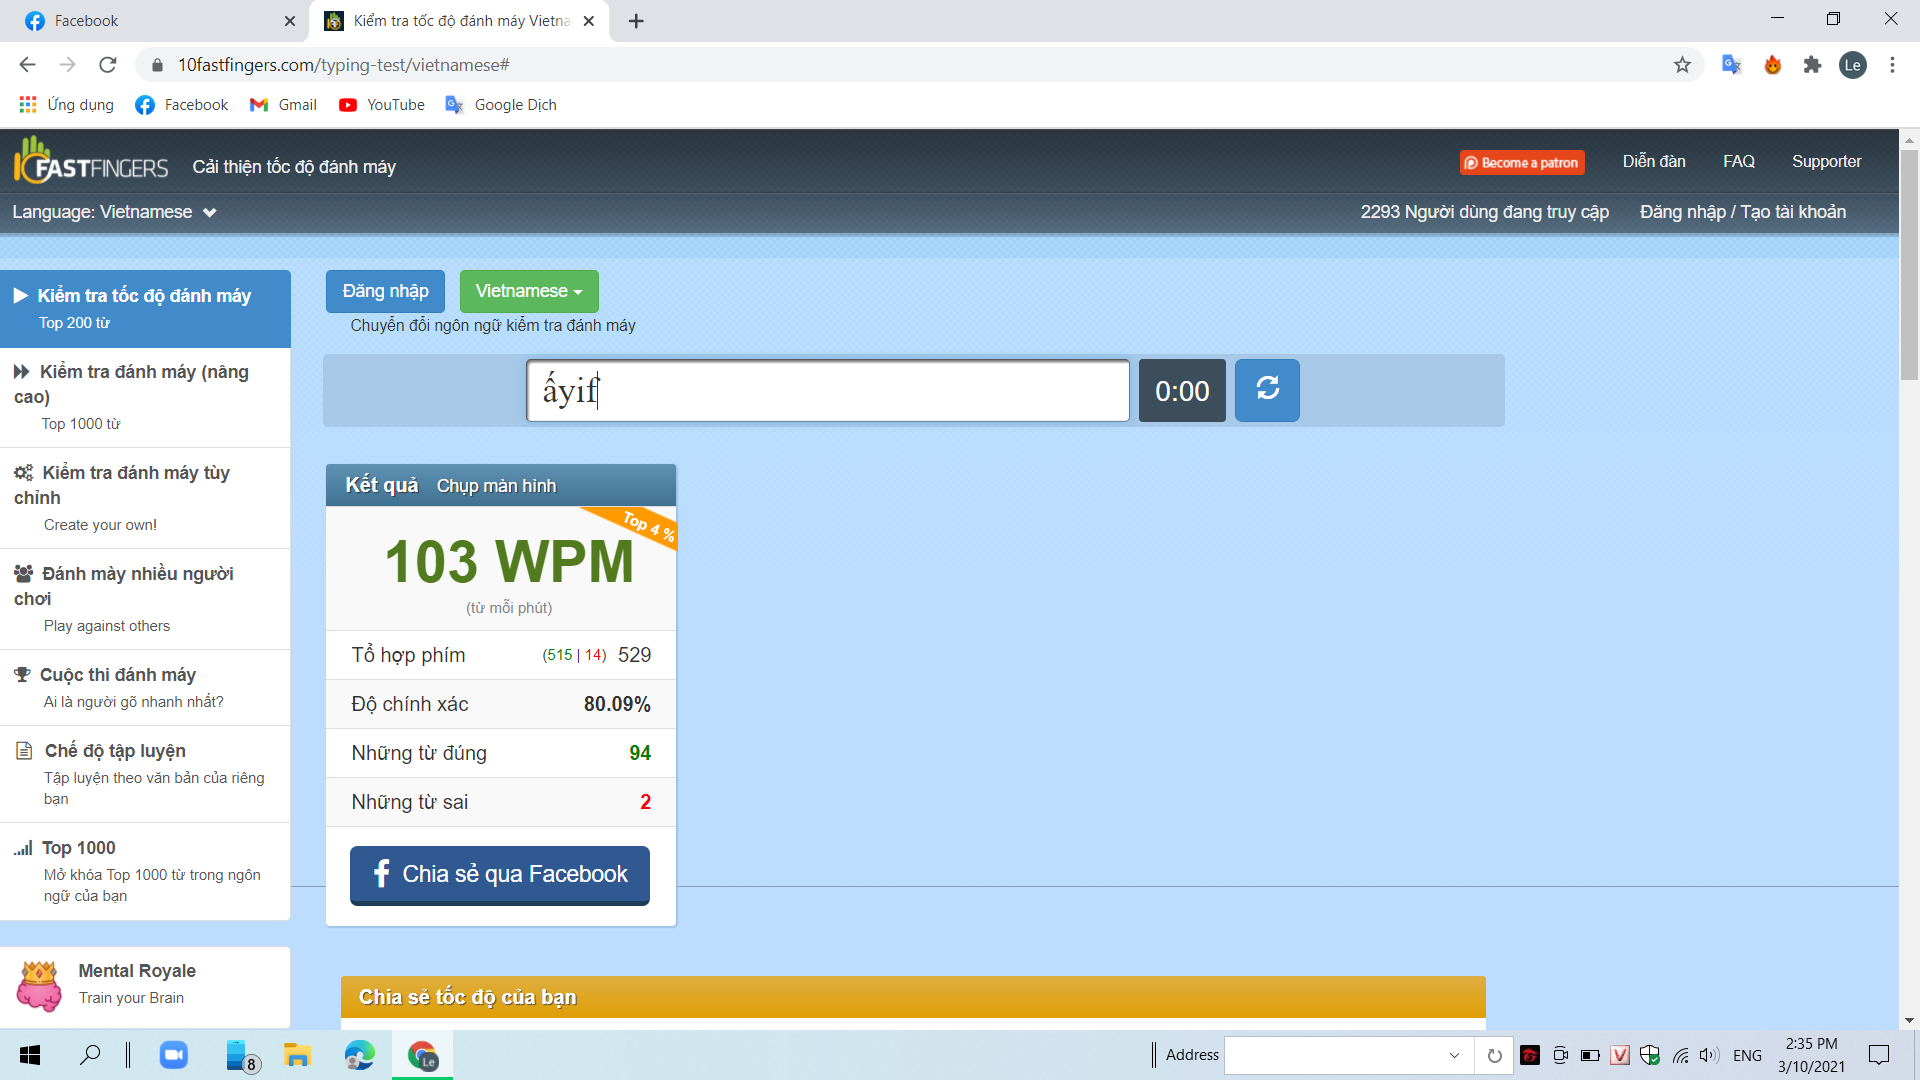 Facebook
Kiểm tra tốc độ đánh máy Vietna
10fastfingers.com/typing-test/vietnamese#
Le
Ứng dụng Facebook Gmail YouTube Google Dịch
FASTFINGERS Cải thiện tốc độ đánh máy
Become a patron Diễn đàn FAQ Supporter
Language: Vietnamese
2293 Người dùng đang truy cập Đăng nhập / Tạo tài khoản
Kiểm tra tốc độ đánh máy
Top 200 từ
Kiểm tra đánh máy (nâng
cao)
Top 1000 từ
Kiểm tra đánh máy tùy
chỉnh
Create your own!
Đánh mày nhiều người
chơi
Play against others
Cuộc thi đánh máy
Ai là người gõ nhanh nhất?
Chế độ tập luyện
Tập luyện theo văn bản của riêng
bạn
Top 1000
Mở khóa Top 1000 từ trong ngôn
ngữ của bạn
Mental Royale
Train your Brain
Đăng nhập Vietnamese
Chuyển đổi ngôn ngữ kiểm tra đánh máy
ấyif 0:00
Kết quả Chụp màn hình
Top 4 %
103 WPM
(từ mỗi phút)
Tổ hợp phím (515 | 14) 529
Độ chính xác 80.09%
Những từ đúng 94
Những từ sai 2
Chia sẻ qua Facebook
Chia sẻ tốc độ của bạn
8
Le
Address
ENG
2:35 PM
3/10/2021